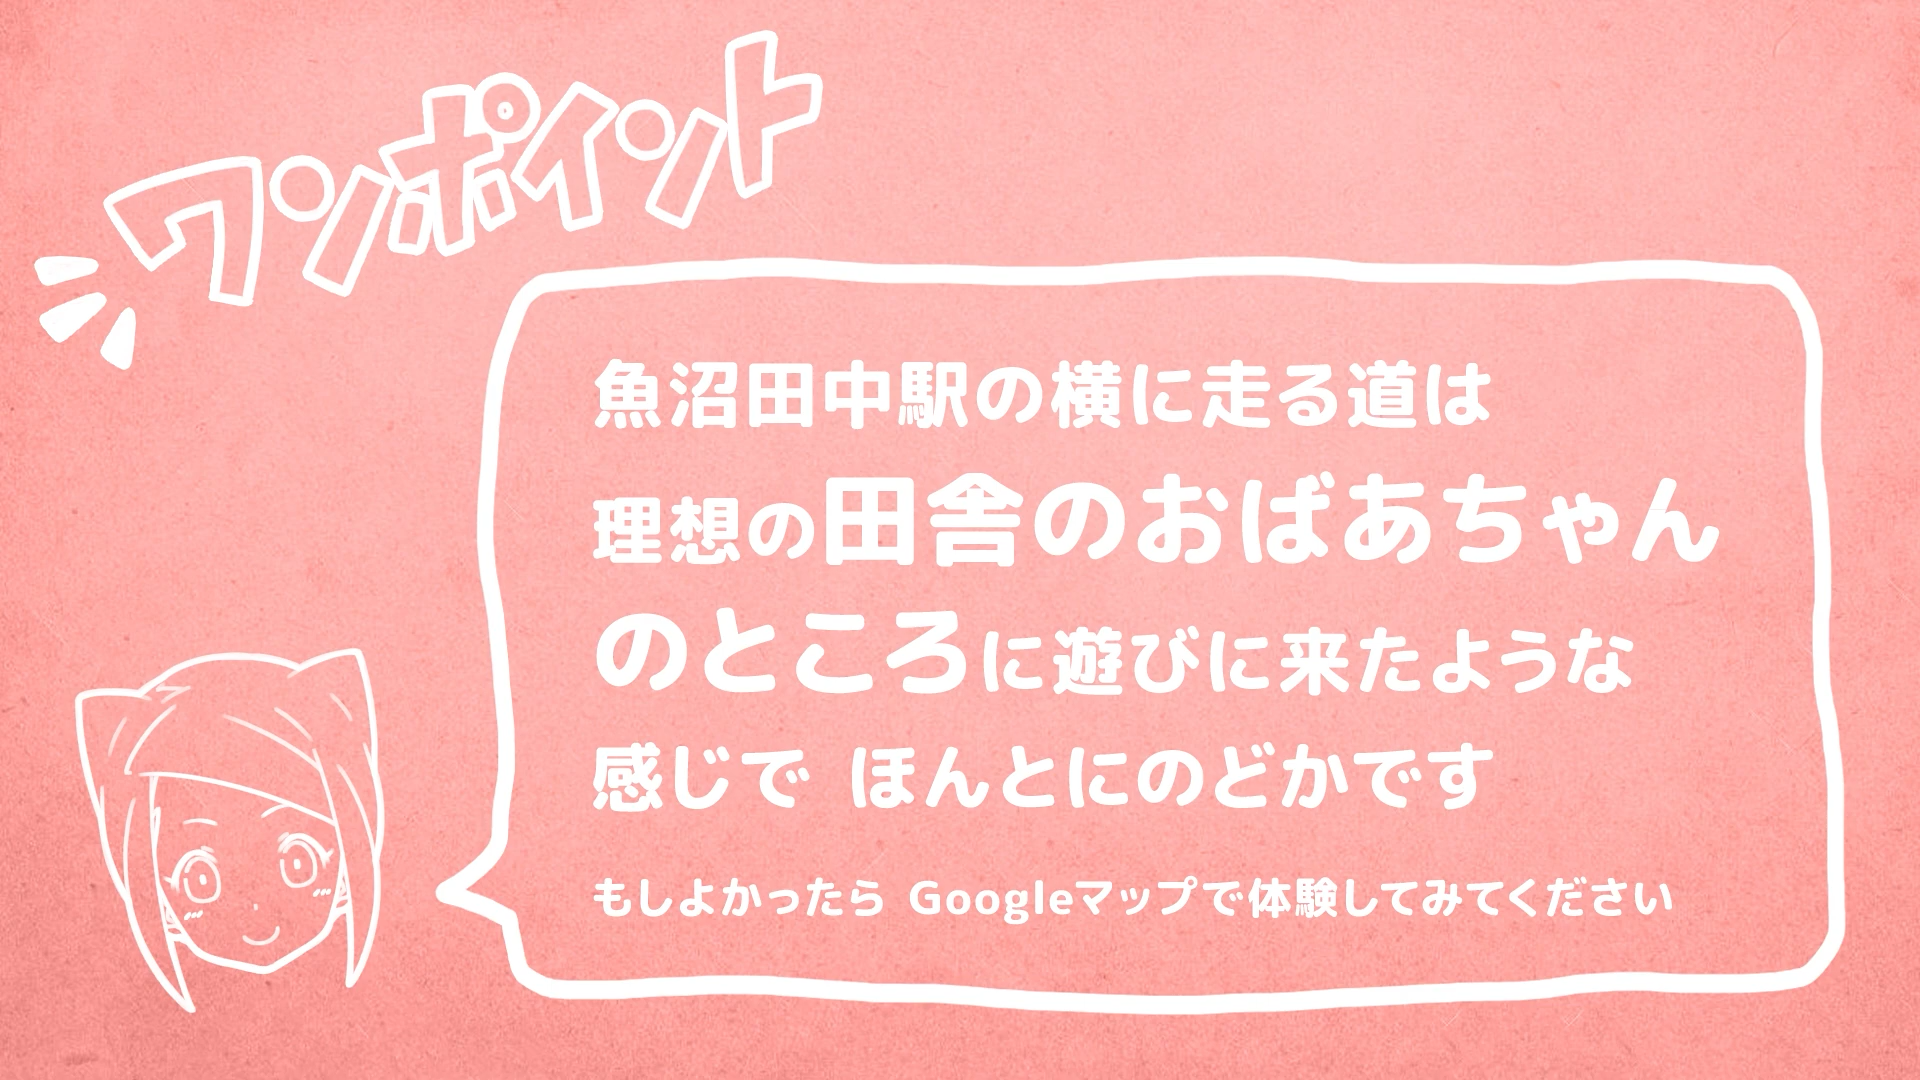 ワンポイント
魚沼田中駅の横に走る道は
理想の田舎のおばあちゃん
のところに遊びに来たような
感じで ほんとにのどかです
もしよかったら Googleマップで体験してみてください